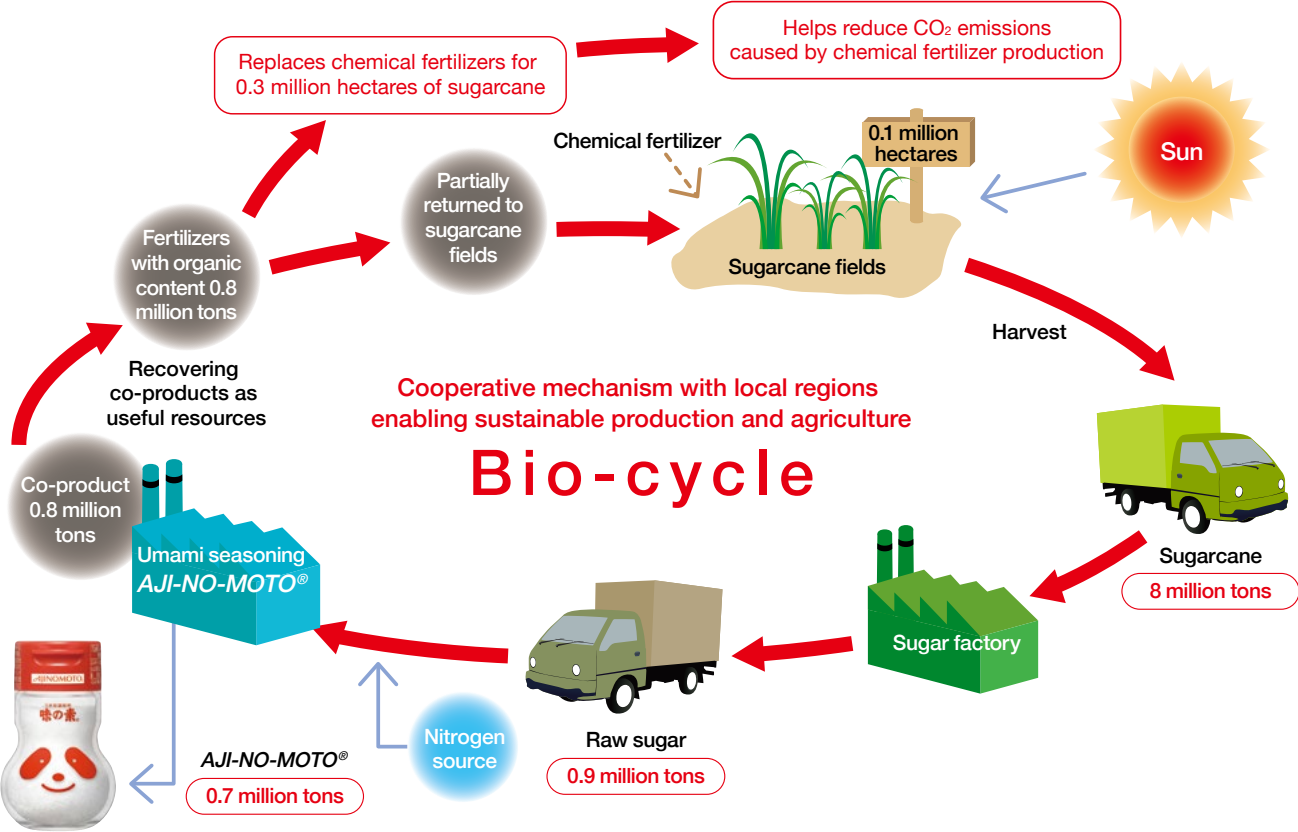 Helps reduce CO₂ emissions
caused by chemical fertilizer production
Replaces chemical fertilizers for
0.3 million hectares of sugarcane
Chemical fertilizer
0.1 million
hectares
Sun
Partially
returned to
sugarcane
fields
Fertilizers
with organic
content 0.8
million tons
Sugarcane fields
Harvest
Recovering
co-products as
useful resources
Cooperative mechanism with local regions
enabling sustainable production and agriculture
Bio-cycle
Co-product
0.8 million
tons
Umami seasoning
AJI-NO-MOTO®
Sugarcane
8 million tons
Sugar factory
AJINOMOTO
味の素
Nitrogen
source
Raw sugar
0.9 million tons
AJI-NO-MOTO®
0.7 million tons